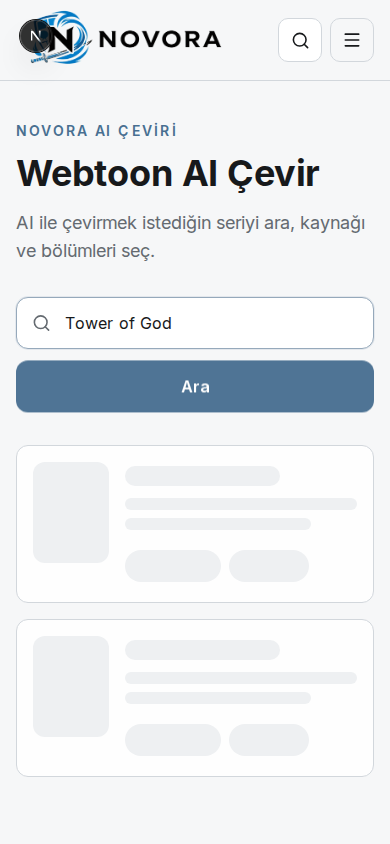 N
N NOVORA
NOVORA AI ÇEVİRİ
Webtoon AI Çevir
AI ile çevirmek istediğin seriyi ara, kaynağı
ve bölümleri seç.
Tower of God
Ara